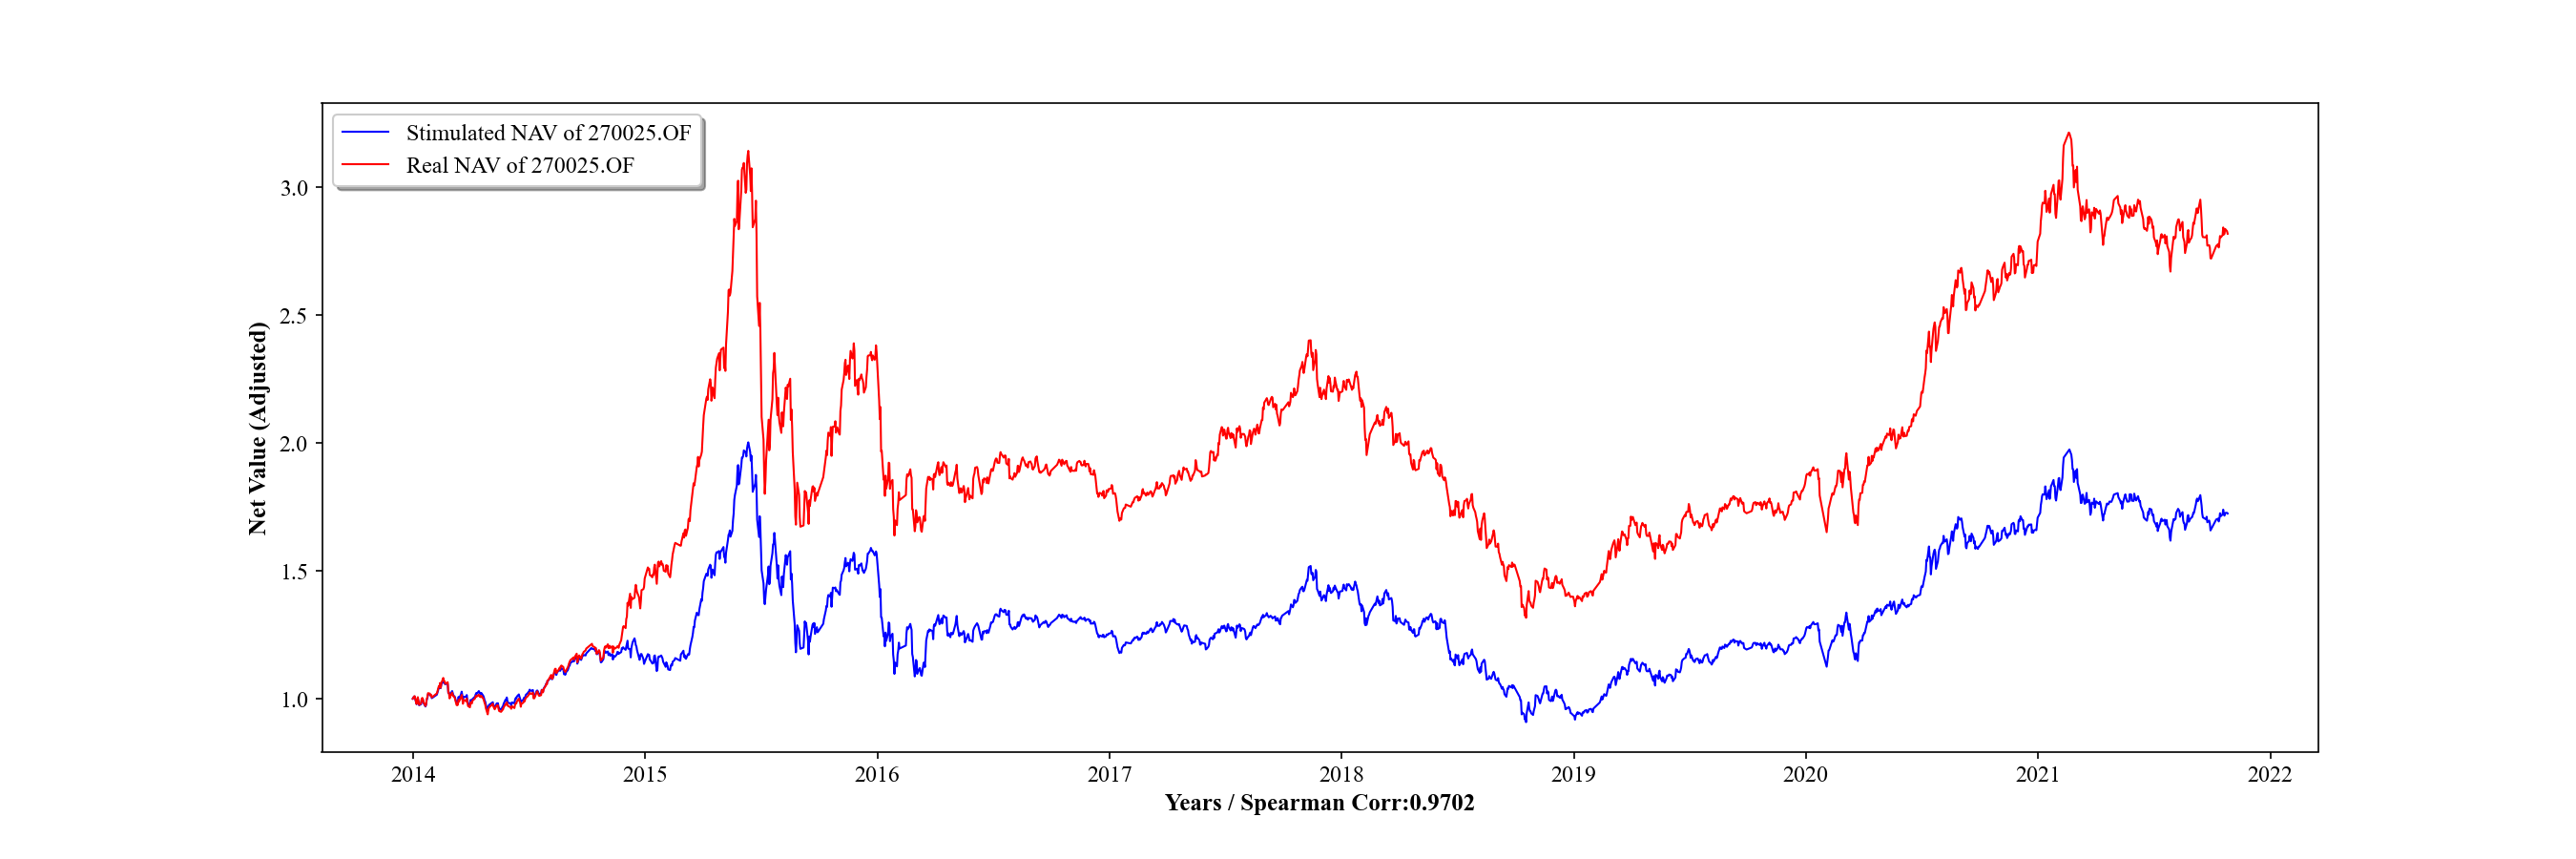 Stimulated NAV of 270025.OF
Real NAV of 270025.OF
Net Value (Adjusted)
3.0
2.5
2.0
1.5
1.0
2014 2015 2016 2017 2018 2019 2020 2021 2022
Years / Spearman Corr:0.9702